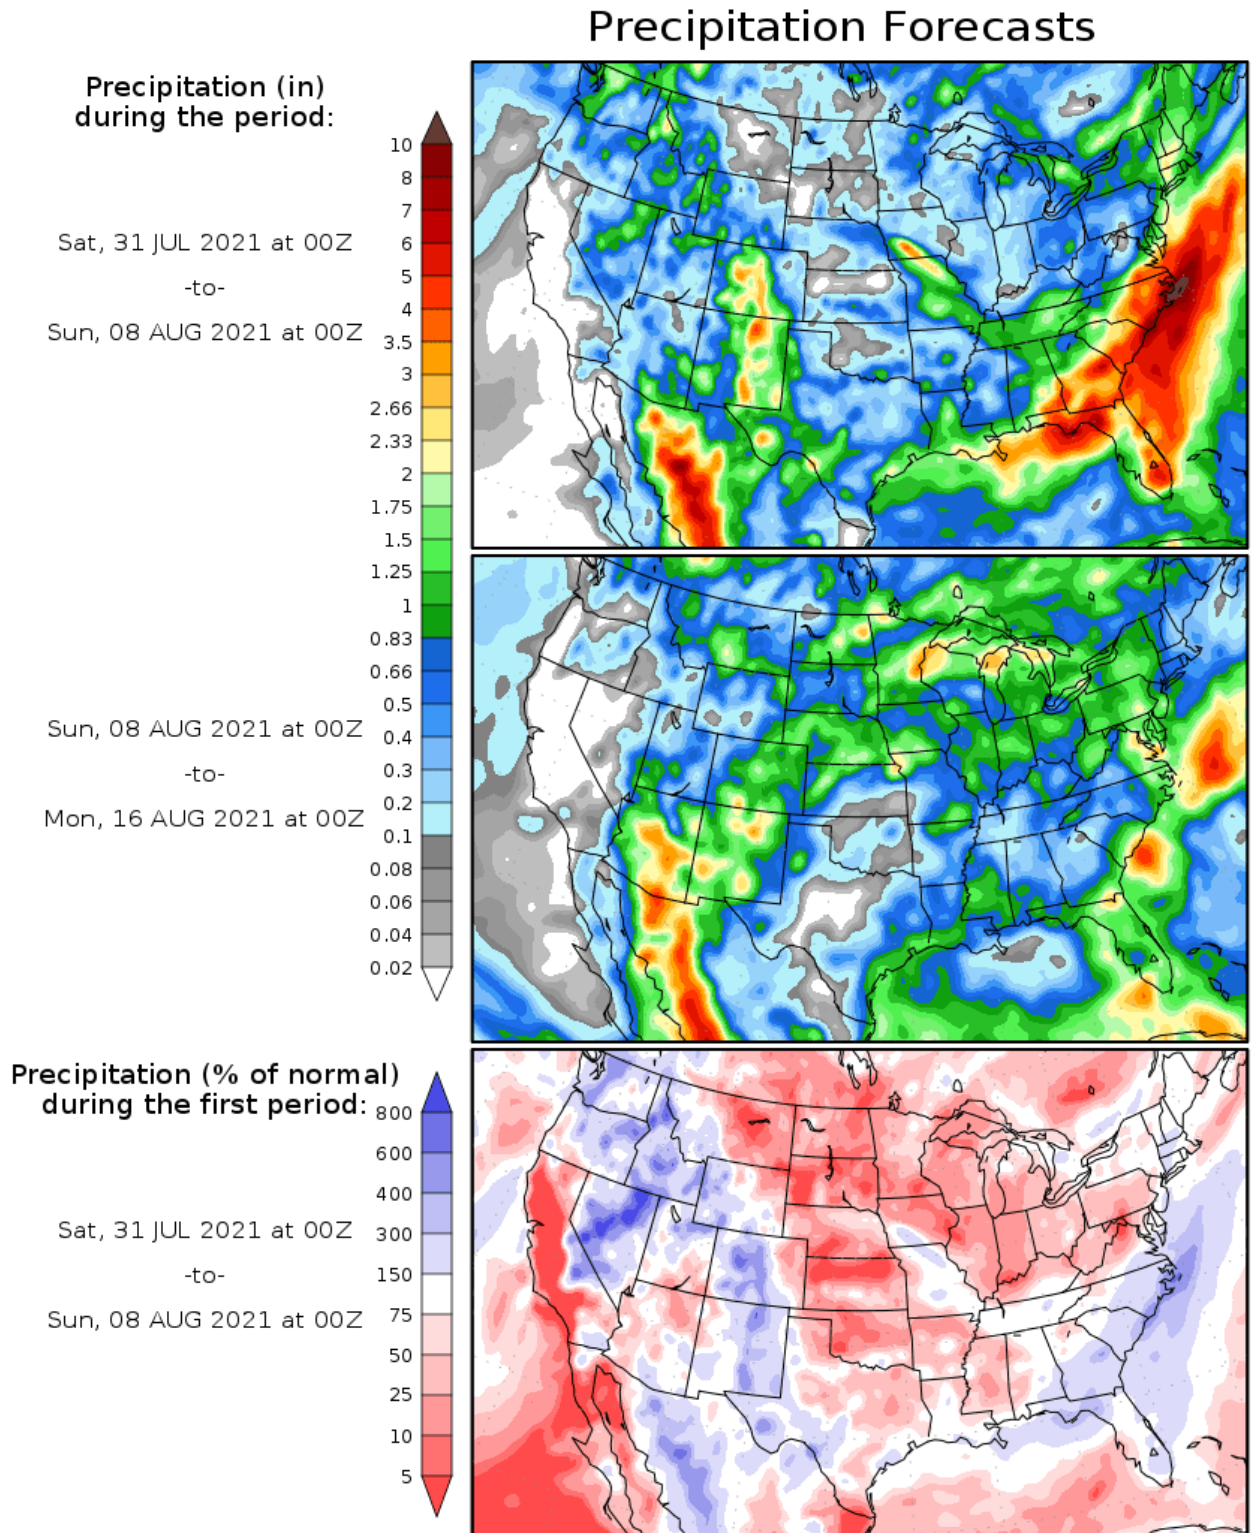 Precipitation Forecasts
Precipitation (in)
during the period:
10
8
7
6
5
4
3.5
3
2.66
2.33
2
1.75
1.5
1.25
1
0.83
0.66
0.5
0.4
0.3
0.2
0.1
0.08
0.06
0.04
0.02
Sat, 31 JUL 2021 at 00Z
-to-
Sun, 08 AUG 2021 at 00Z
Sun, 08 AUG 2021 at 00Z
-to-
Mon, 16 AUG 2021 at 00Z
Precipitation (% of normal)
during the first period:
800
600
400
300
150
75
50
25
10
5
Sat, 31 JUL 2021 at 00Z
-to-
Sun, 08 AUG 2021 at 00Z